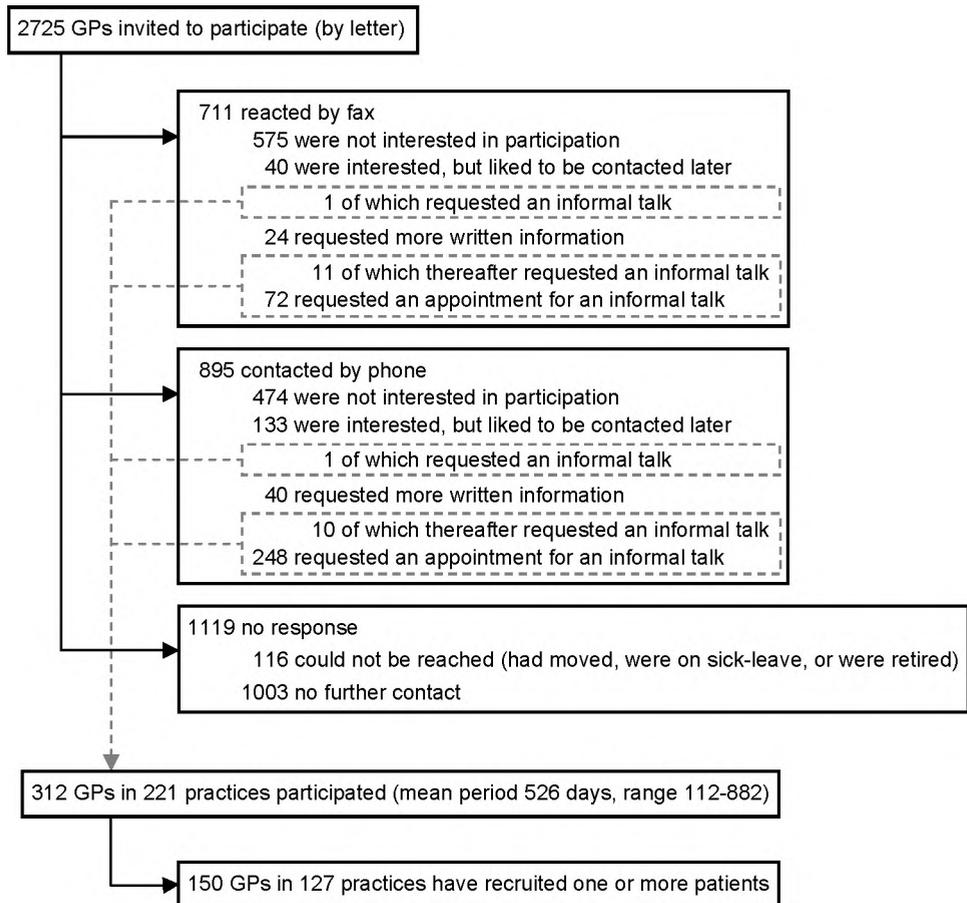 2725 GPs invited to participate (by letter)
711 reacted by fax
575 were not interested in participation
40 were interested, but liked to be contacted later
1 of which requested an informal talk
24 requested more written information
11 of which thereafter requested an informal talk
72 requested an appointment for an informal talk
895 contacted by phone
474 were not interested in participation
133 were interested, but liked to be contacted later
1 of which requested an informal talk
40 requested more written information
10 of which thereafter requested an informal talk
248 requested an appointment for an informal talk
1119 no response
116 could not be reached (had moved, were on sick-leave, or were retired)
1003 no further contact
312 GPs in 221 practices participated (mean period 526 days, range 112-882)
150 GPs in 127 practices have recruited one or more patients